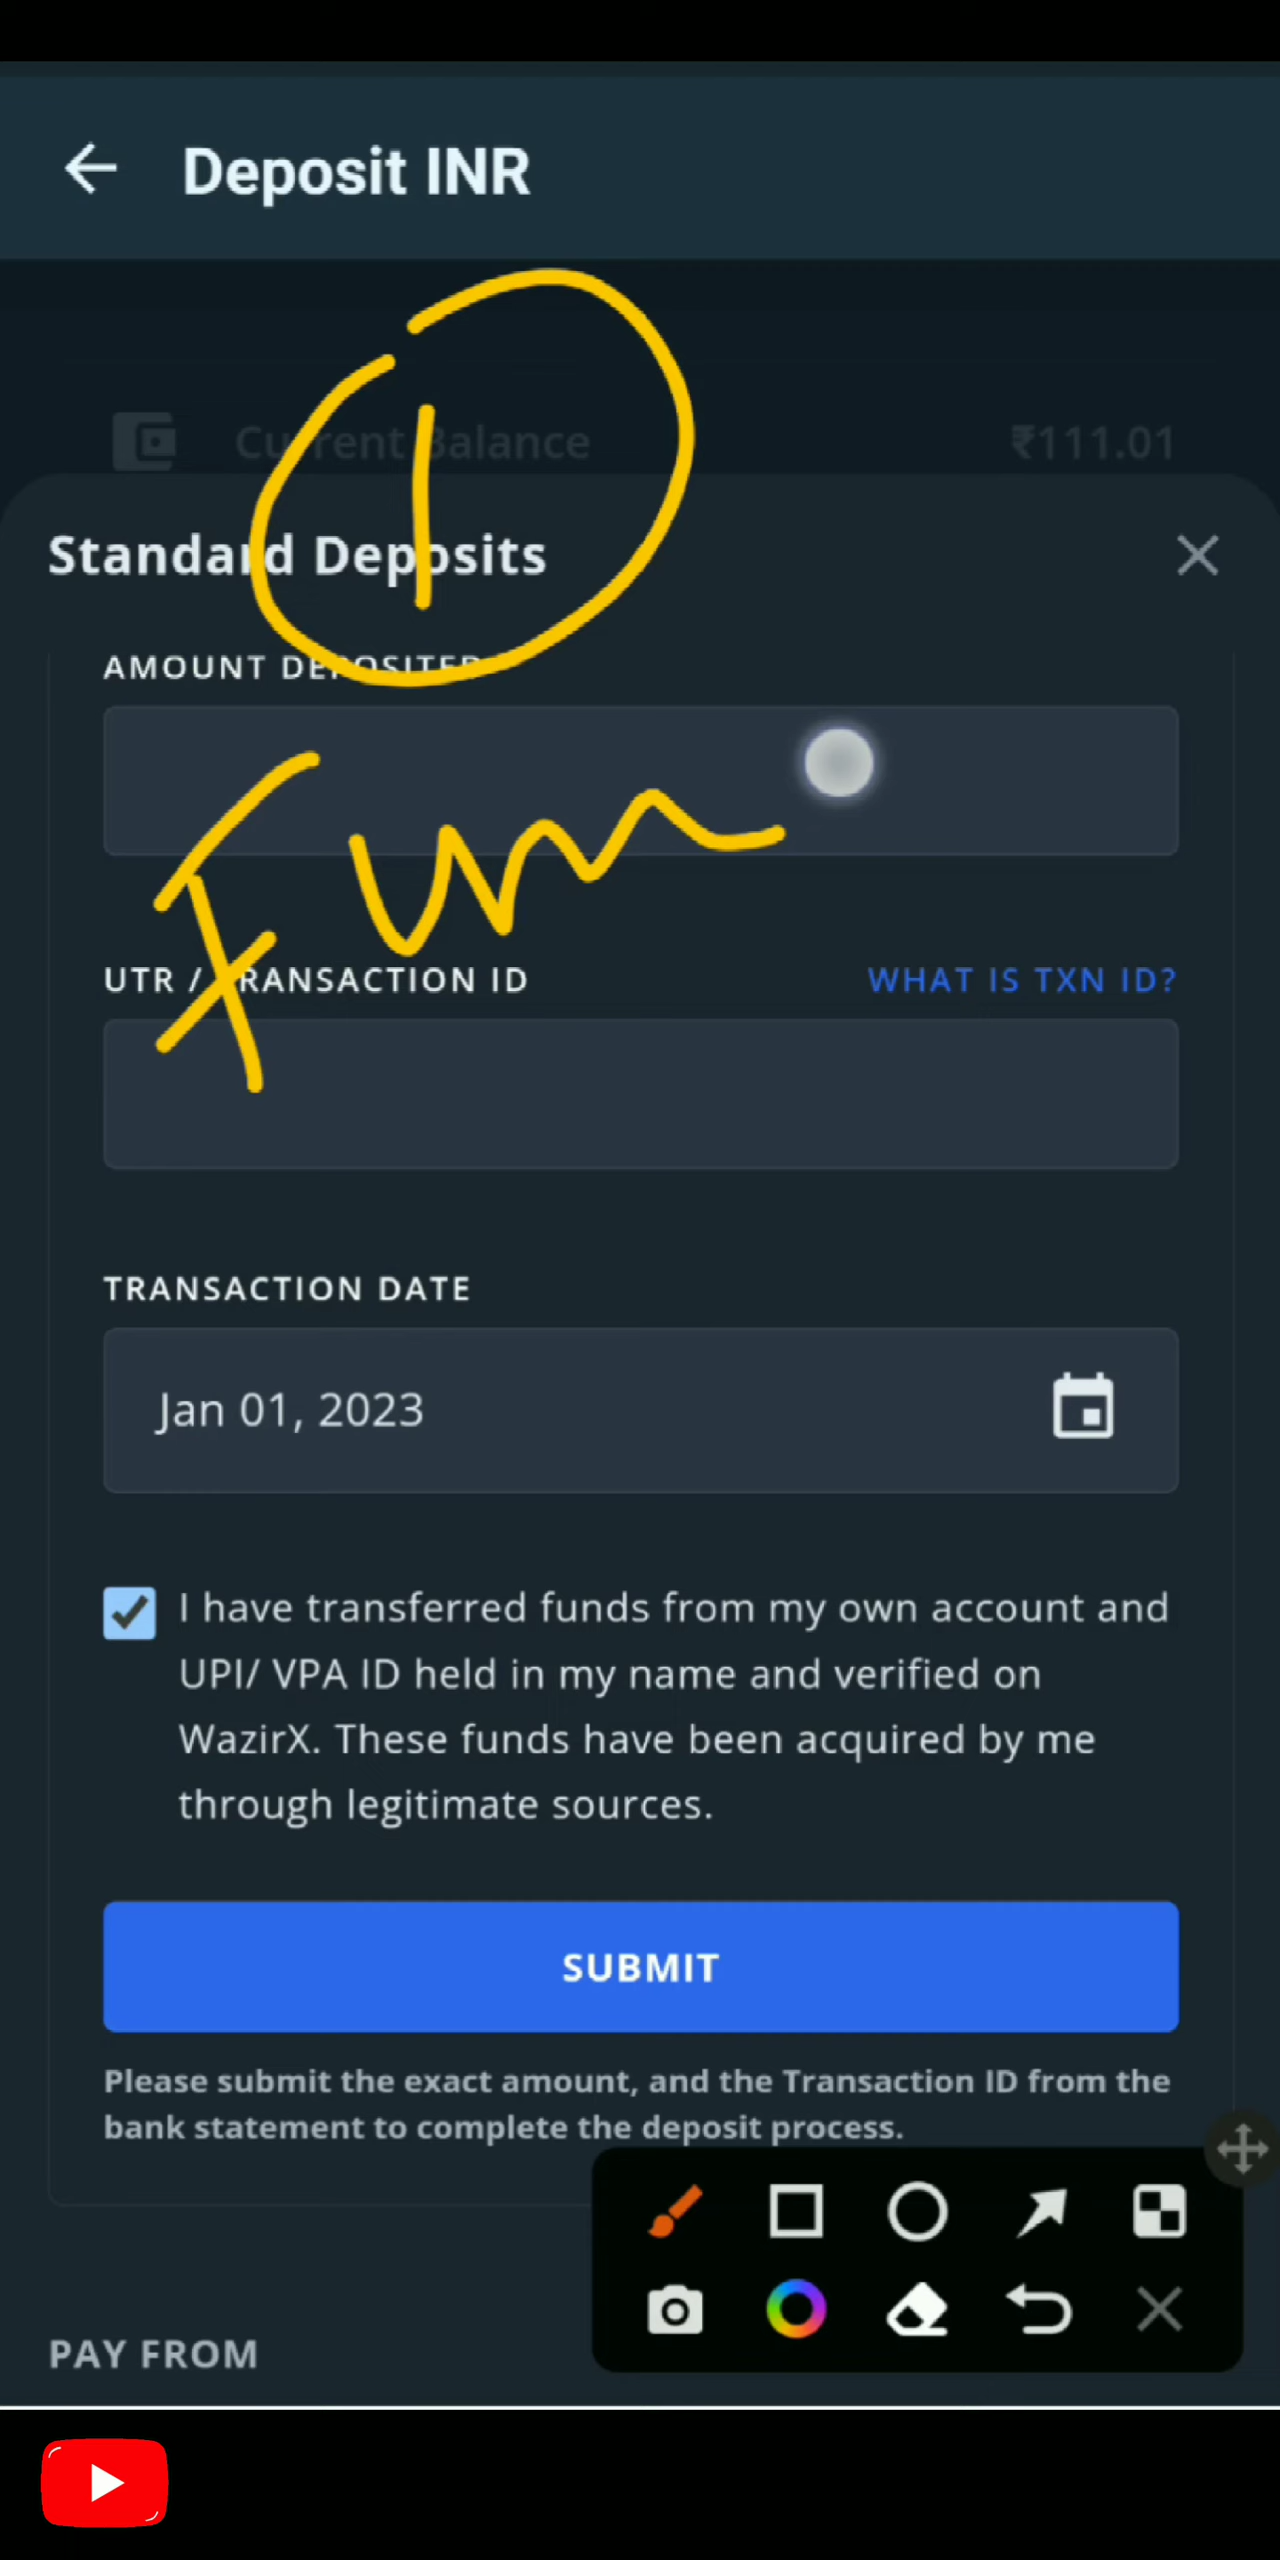 Deposit INR
Current Balance ₹111.01
Standard Deposits
1
AMOUNT DEPOSITED
UTR / TRANSACTION ID WHAT IS TXN ID?
TRANSACTION DATE
Jan 01, 2023
I have transferred funds from my own account and
UPI/ VPA ID held in my name and verified on
WazirX. These funds have been acquired by me
through legitimate sources.
SUBMIT
Please submit the exact amount, and the Transaction ID from the
bank statement to complete the deposit process.
PAY FROM